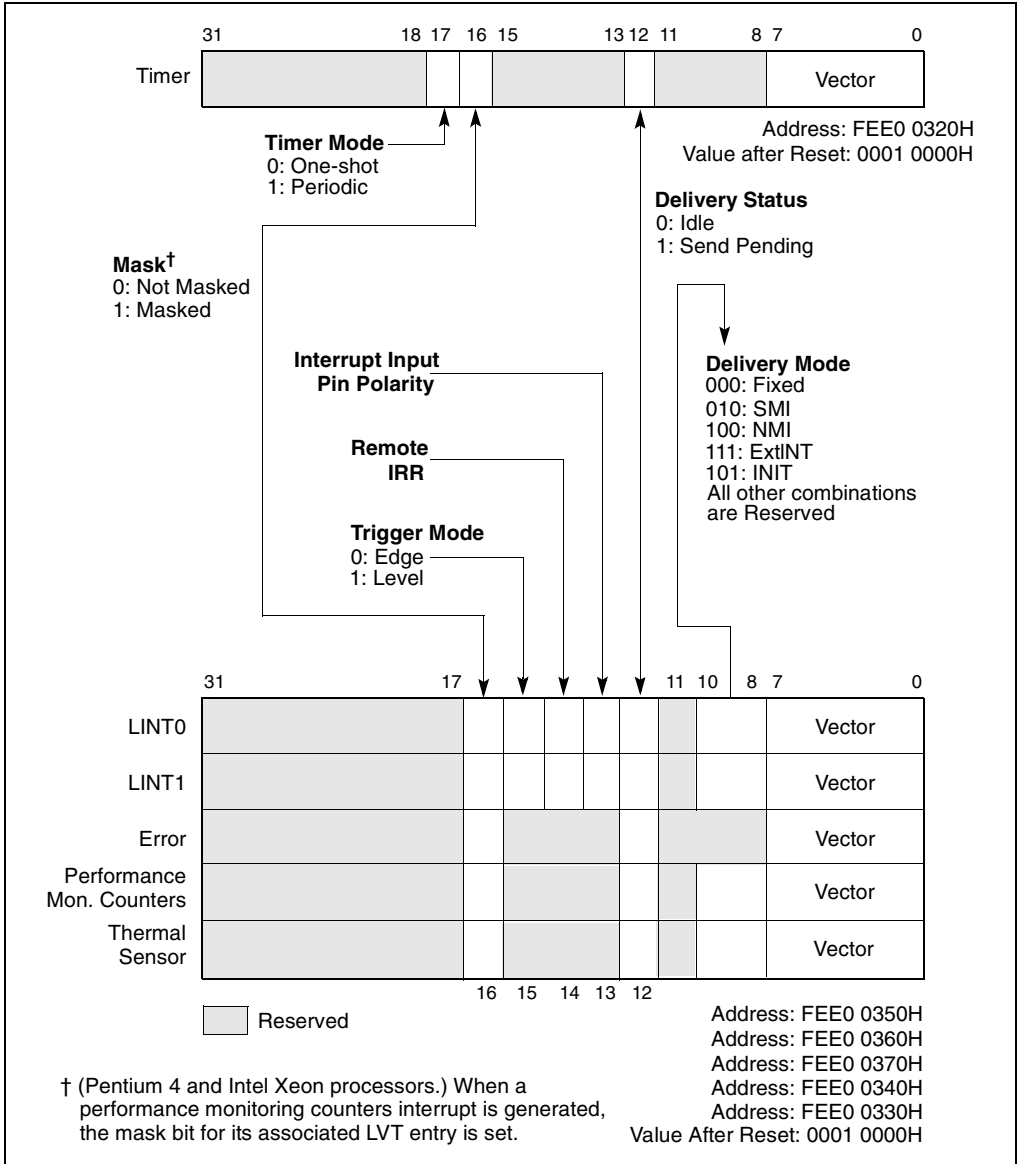 31 18 17 16 15 13 12 11 8 7 0
Timer Vector
Address: FEE0 0320H
Value after Reset: 0001 0000H
Timer Mode
0: One-shot
1: Periodic
Delivery Status
0: Idle
1: Send Pending
Mask†
0: Not Masked
1: Masked
Interrupt Input
Pin Polarity
Delivery Mode
000: Fixed
010: SMI
100: NMI
111: ExtINT
101: INIT
All other combinations
are Reserved
Remote
IRR
Trigger Mode
0: Edge
1: Level
31 17 11 10 8 7 0
LINT0 Vector
LINT1 Vector
Error Vector
Performance
Mon. Counters Vector
Thermal
Sensor Vector
16 15 14 13 12
Reserved
Address: FEE0 0350H
Address: FEE0 0360H
Address: FEE0 0370H
Address: FEE0 0340H
Address: FEE0 0330H
Value After Reset: 0001 0000H
† (Pentium 4 and Intel Xeon processors.) When a
performance monitoring counters interrupt is generated,
the mask bit for its associated LVT entry is set.